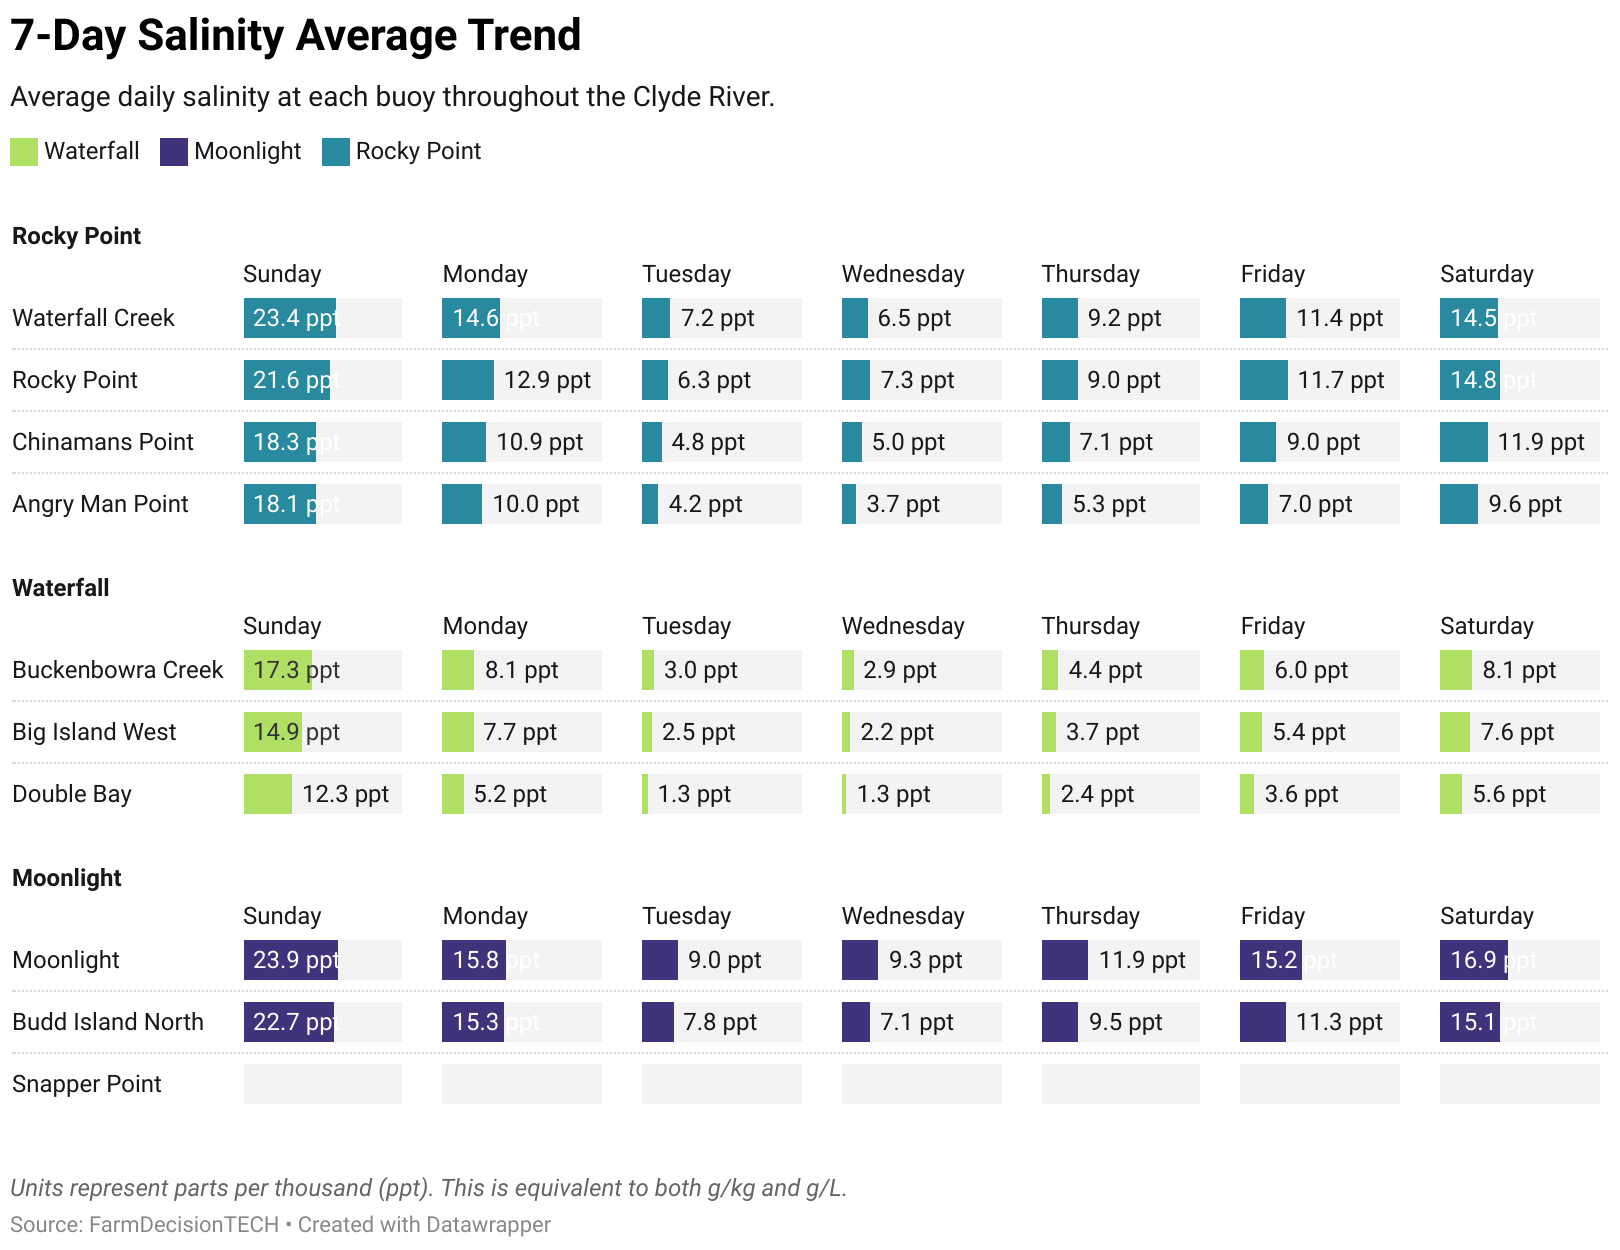 7-Day Salinity Average Trend
Average daily salinity at each buoy throughout the Clyde River.
Waterfall Moonlight Rocky Point
Rocky Point
Sunday Monday Tuesday Wednesday Thursday Friday Saturday
Waterfall Creek 23.4 ppt 14.6 ppt 7.2 ppt 6.5 ppt 9.2 ppt 11.4 ppt 14.5 ppt
Rocky Point 21.6 ppt 12.9 ppt 6.3 ppt 7.3 ppt 9.0 ppt 11.7 ppt 14.8 ppt
Chinamans Point 18.3 ppt 10.9 ppt 4.8 ppt 5.0 ppt 7.1 ppt 9.0 ppt 11.9 ppt
Angry Man Point 18.1 ppt 10.0 ppt 4.2 ppt 3.7 ppt 5.3 ppt 7.0 ppt 9.6 ppt
Waterfall
Sunday Monday Tuesday Wednesday Thursday Friday Saturday
Buckenbowra Creek 17.3 ppt 8.1 ppt 3.0 ppt 2.9 ppt 4.4 ppt 6.0 ppt 8.1 ppt
Big Island West 14.9 ppt 7.7 ppt 2.5 ppt 2.2 ppt 3.7 ppt 5.4 ppt 7.6 ppt
Double Bay 12.3 ppt 5.2 ppt 1.3 ppt 1.3 ppt 2.4 ppt 3.6 ppt 5.6 ppt
Moonlight
Sunday Monday Tuesday Wednesday Thursday Friday Saturday
Moonlight 23.9 ppt 15.8 ppt 9.0 ppt 9.3 ppt 11.9 ppt 15.2 ppt 16.9 ppt
Budd Island North 22.7 ppt 15.3 ppt 7.8 ppt 7.1 ppt 9.5 ppt 11.3 ppt 15.1 ppt
Snapper Point
Units represent parts per thousand (ppt). This is equivalent to both g/kg and g/L.
Source: FarmDecisionTECH • Created with Datawrapper